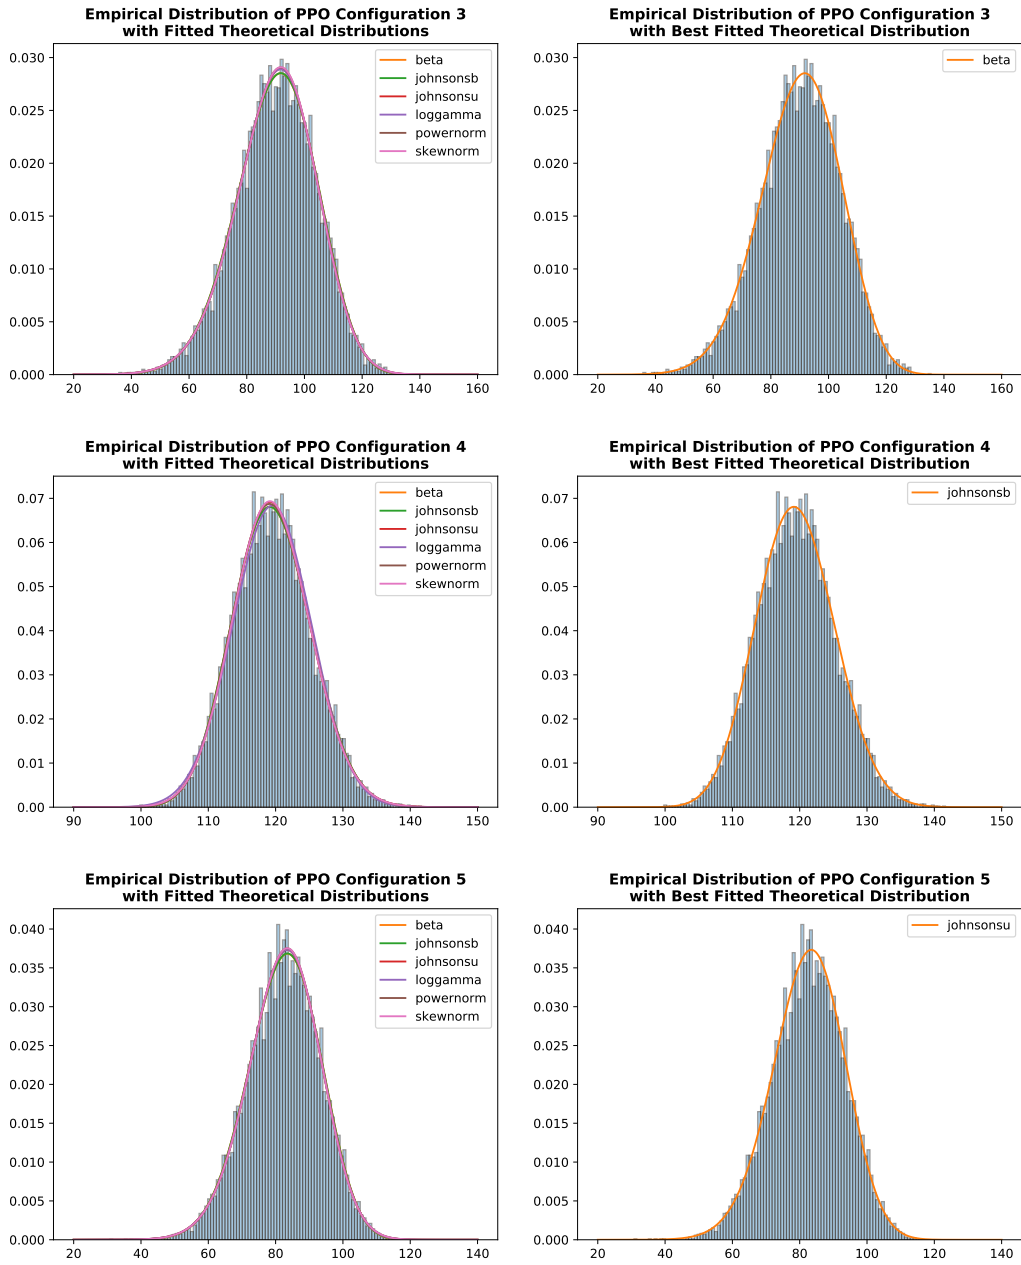 Empirical Distribution of PPO Configuration 3
with Fitted Theoretical Distributions
0.030
0.025
0.020
0.015
0.010
0.005
0.000
20 40 60 80 100 120 140 160
beta
johnsonsb
johnsonsu
loggamma
powernorm
skewnorm
Empirical Distribution of PPO Configuration 3
with Best Fitted Theoretical Distribution
0.030
0.025
0.020
0.015
0.010
0.005
0.000
20 40 60 80 100 120 140 160
beta
Empirical Distribution of PPO Configuration 4
with Fitted Theoretical Distributions
0.07
0.06
0.05
0.04
0.03
0.02
0.01
0.00
90 100 110 120 130 140 150
beta
johnsonsb
johnsonsu
loggamma
powernorm
skewnorm
Empirical Distribution of PPO Configuration 4
with Best Fitted Theoretical Distribution
0.07
0.06
0.05
0.04
0.03
0.02
0.01
0.00
90 100 110 120 130 140 150
johnsonsb
Empirical Distribution of PPO Configuration 5
with Fitted Theoretical Distributions
0.040
0.035
0.030
0.025
0.020
0.015
0.010
0.005
0.000
20 40 60 80 100 120 140
beta
johnsonsb
johnsonsu
loggamma
powernorm
skewnorm
Empirical Distribution of PPO Configuration 5
with Best Fitted Theoretical Distribution
0.040
0.035
0.030
0.025
0.020
0.015
0.010
0.005
0.000
20 40 60 80 100 120 140
johnsonsu